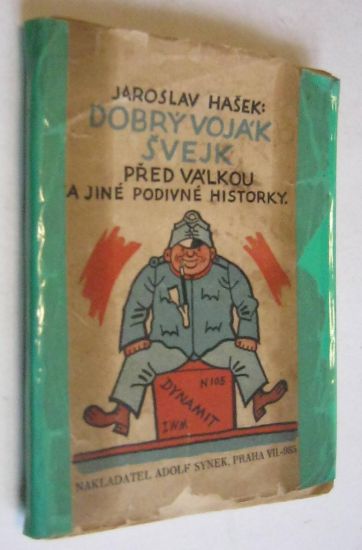 JAROSLAV HAŠEK:
DOBRÝ VOJÁK
ŠVEJK
PŘED VÁLKOU
A JINÉ PODIVNÉ HISTORKY.
N 105
DYNAMIT
I.W.M.
NAKLADATEL ADOLF SYNEK, PRAHA VII.-985